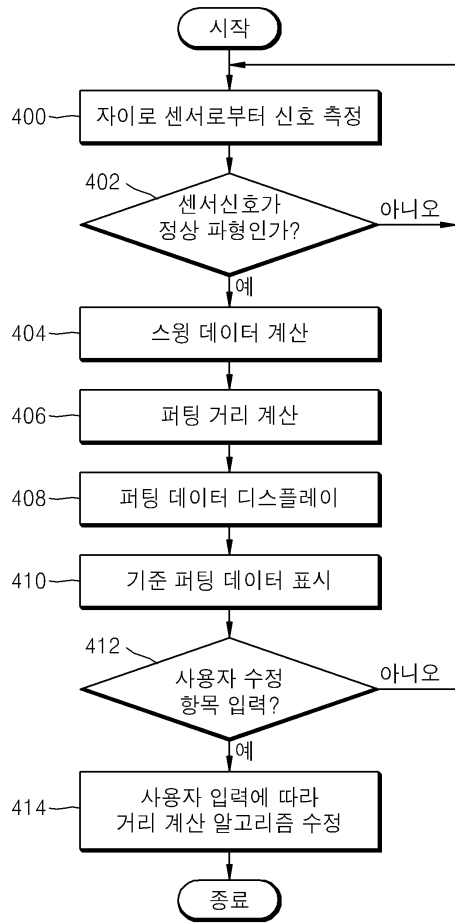 시작
400
자이로 센서로부터 신호 측정
402
센서신호가
정상 파형인가?
아니오
예
404
스윙 데이터 계산
406
퍼팅 거리 계산
408
퍼팅 데이터 디스플레이
410
기준 퍼팅 데이터 표시
412
사용자 수정
항목 입력?
아니오
예
414
사용자 입력에 따라
거리 계산 알고리즘 수정
종료